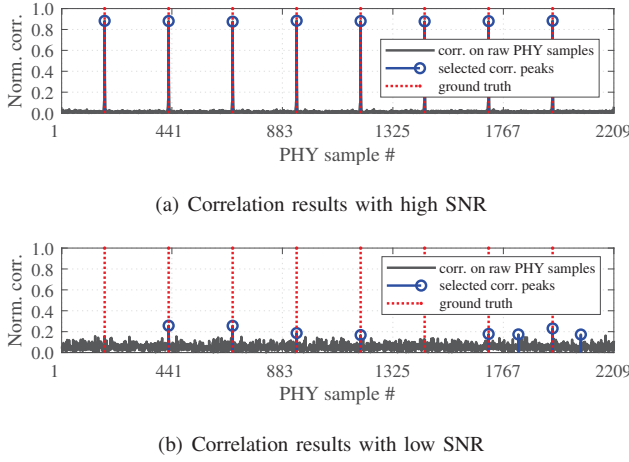 1.0
0.8
0.6
0.4
0.2
0.0
Norm. corr.
corr. on raw PHY samples
selected corr. peaks
ground truth
1 441 883 1325 1767 2209
PHY sample #
(a) Correlation results with high SNR
1.0
0.8
0.6
0.4
0.2
0.0
Norm. corr.
corr. on raw PHY samples
selected corr. peaks
ground truth
1 441 883 1325 1767 2209
PHY sample #
(b) Correlation results with low SNR